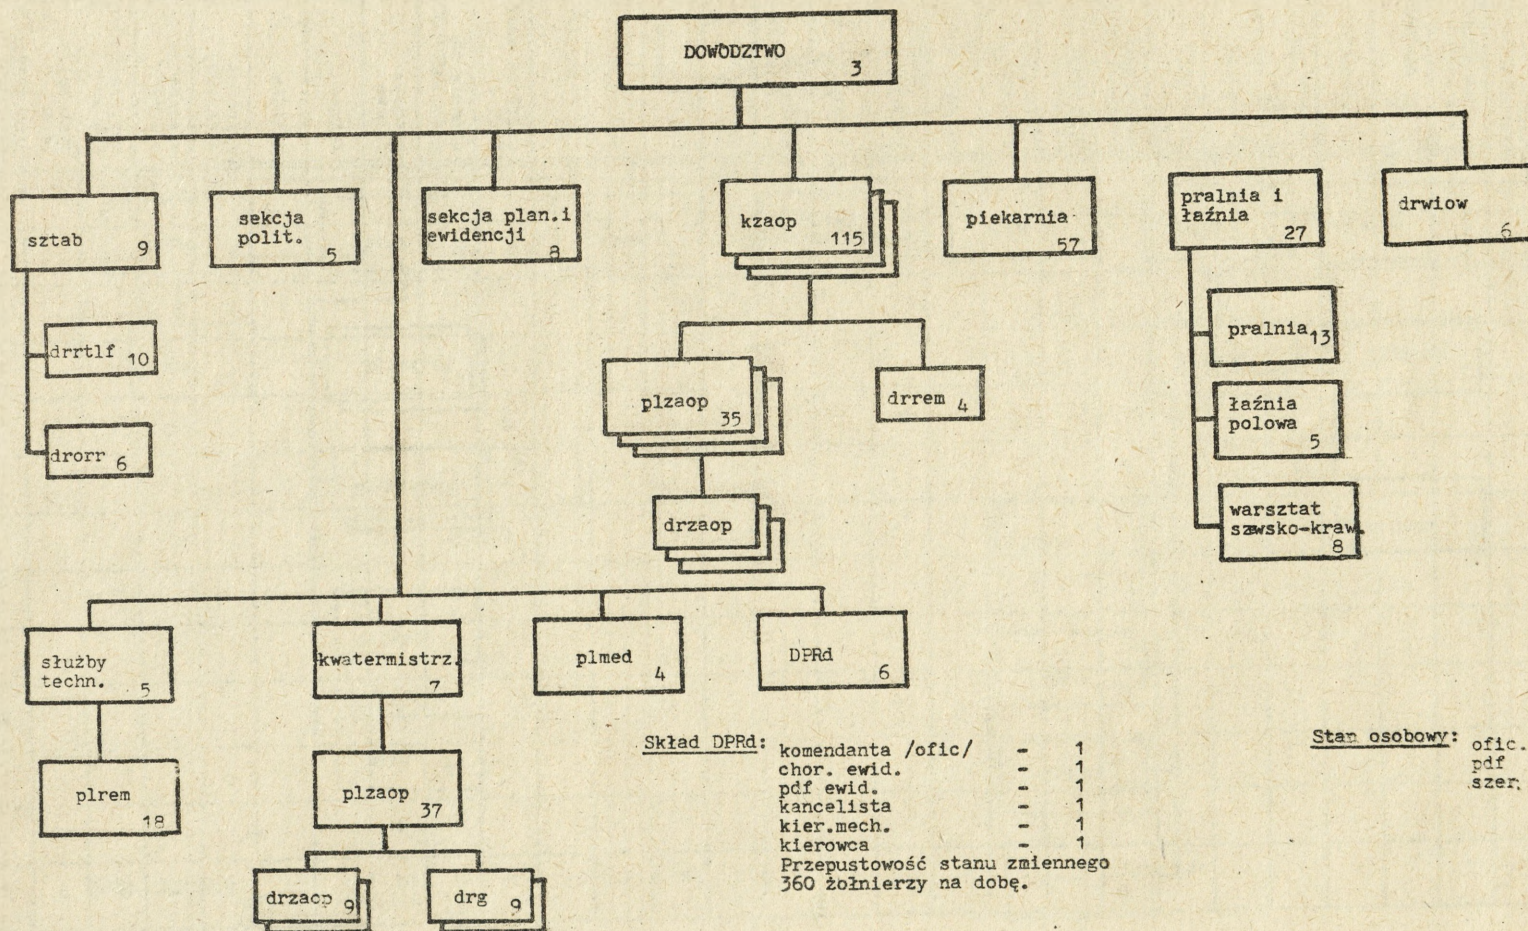 DOWÓDZTWO
3
sztab 9
sekcja
polit. 5
sekcja plan.i
ewidencji
8
kzaop
115
piekarnia
57
pralnia i
łaźnia
27
drwiow
6
drrtlf 10
drorr 6
plzaop
35
drrem 4
drzaop
pralnia 13
łaźnia
polowa
5
warsztat
szwsko-kraw.
8
służby
techn. 5
kwatermistrz.
7
plmed
4
DPRd
6
plrem
18
plzaop
37
drzaop 9
drg 9
Skład DPRd:
komendanta /ofic/ - 1
chor. ewid. - 1
pdf ewid. - 1
kancelista - 1
kier.mech. - 1
kierowca - 1
Przepustowość stanu zmiennego
360 żołnierzy na dobę.
Stan osobowy: ofic.
pdf
szer.